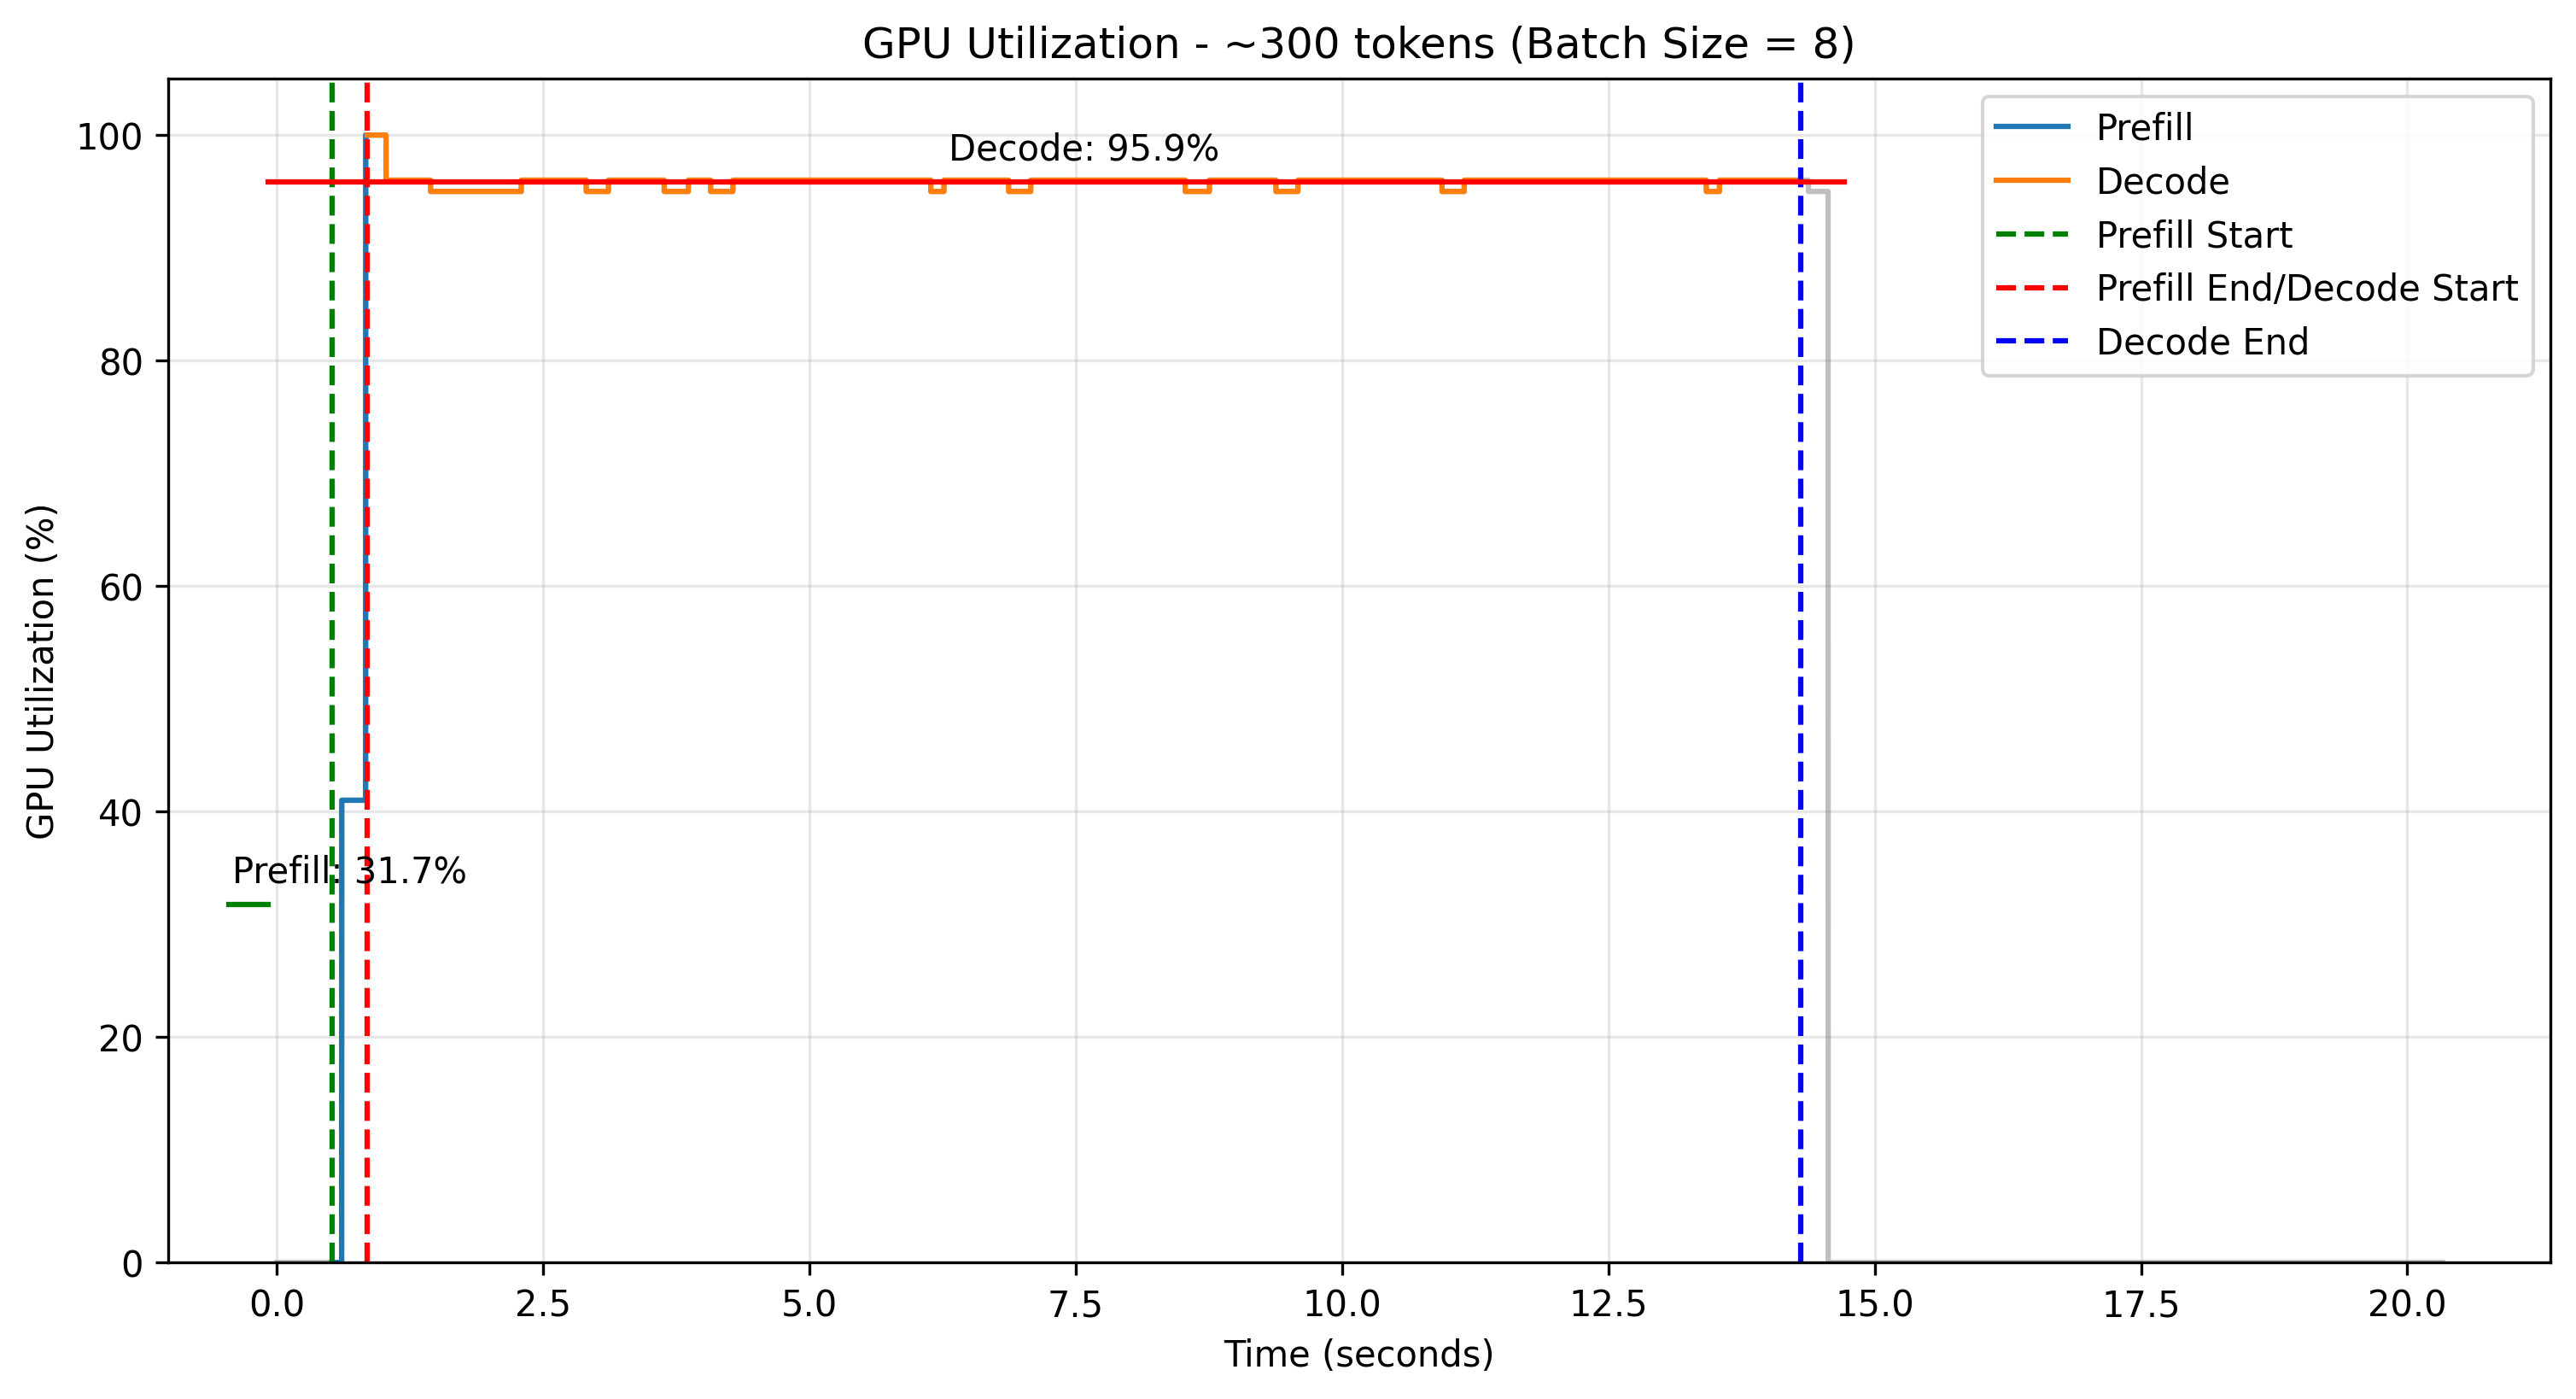 GPU Utilization - ~300 tokens (Batch Size = 8)
GPU Utilization (%)
100
80
60
40
20
0
Decode: 95.9%
Prefill: 31.7%
Prefill
Decode
Prefill Start
Prefill End/Decode Start
Decode End
0.0
2.5
5.0
7.5
10.0
12.5
15.0
17.5
20.0
Time (seconds)